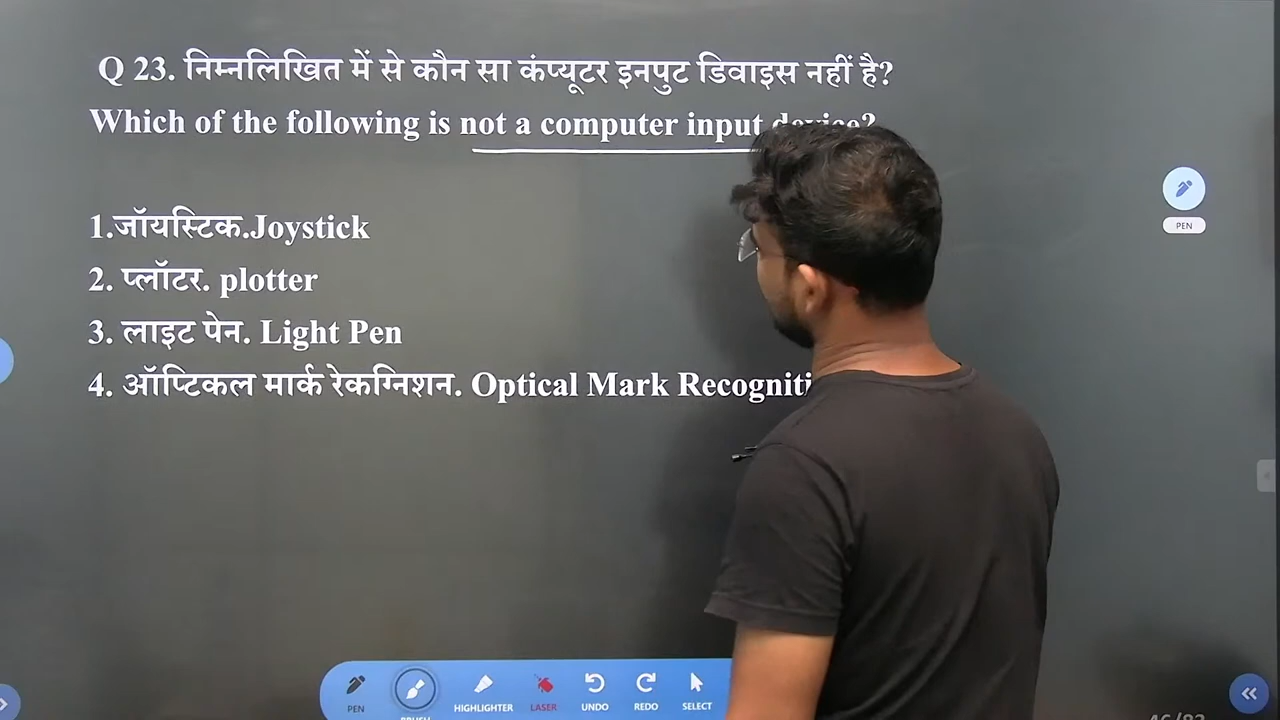 Q 23. निम्नलिखित में से कौन सा कंप्यूटर इनपुट डिवाइस नहीं है?
Which of the following is not a computer input device?
1.जॉयस्टिक.Joystick
2. प्लॉटर. plotter
3. लाइट पेन. Light Pen
4. ऑप्टिकल मार्क रेकग्निशन. Optical Mark Recogniti
PEN
PEN
HIGHLIGHTER
LASER
UNDO
REDO
SELECT